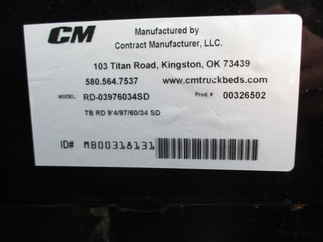 CM
Manufactured by
Contract Manufacturer, LLC.
103 Titan Road, Kingston, OK 73439
580.564.7537 www.cmtruckbeds.com
MODEL RD-03976034SD Prod # 00326502
TB RD 9'4/97/60/34 SD
ID# MB00318131